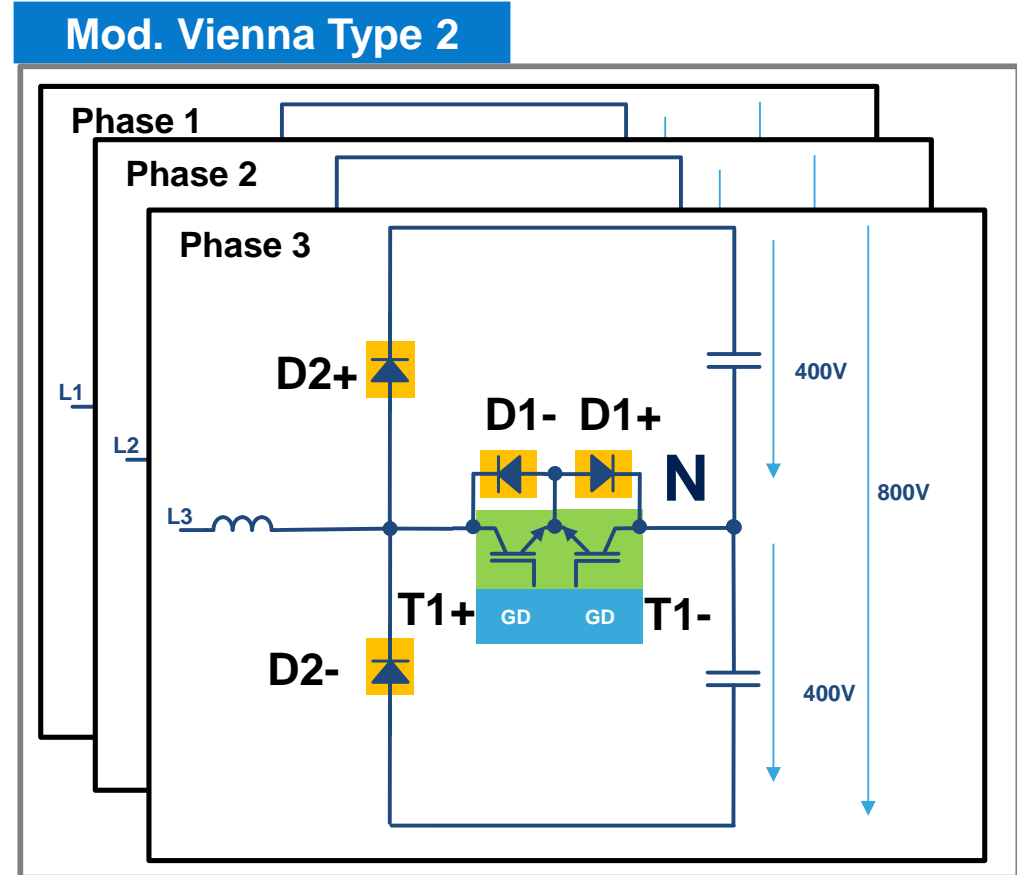 Mod. Vienna Type 2
Phase 1
Phase 2
Phase 3
D2+
400V
L1
D1- D1+
L2
N
800V
L3
T1+ GD GD T1-
D2-
400V